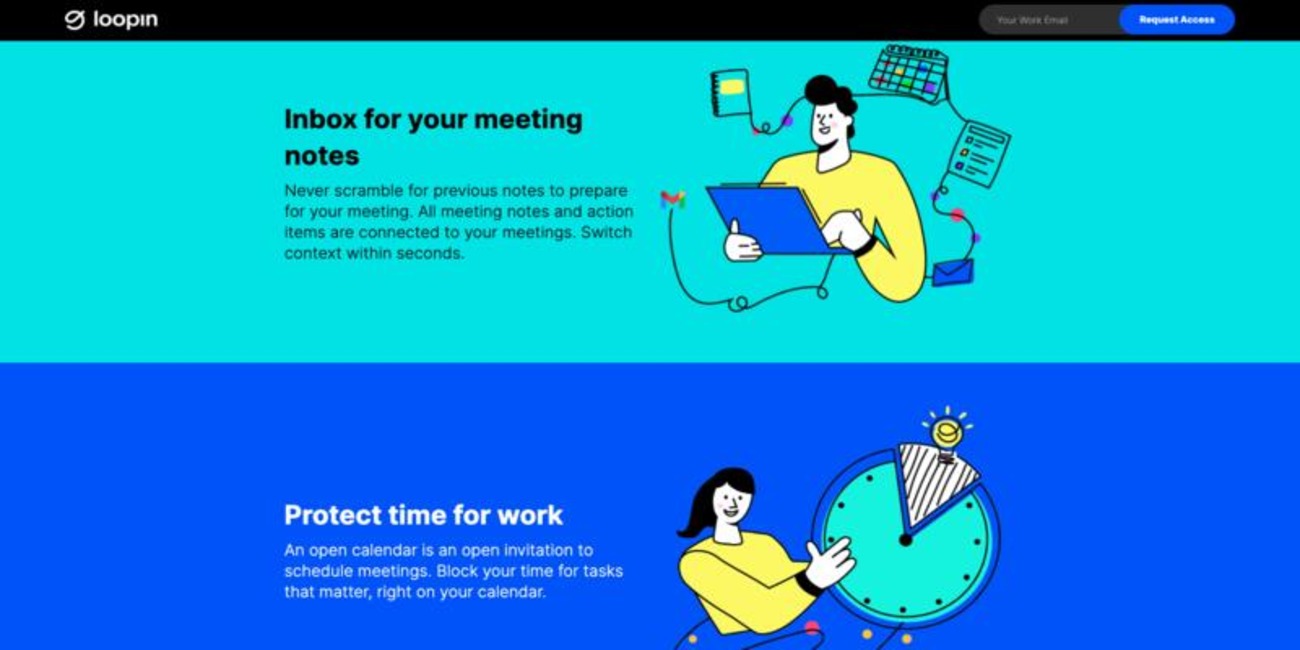 loopin
Your Work Email
Request Access
Inbox for your meeting
notes
Never scramble for previous notes to prepare
for your meeting. All meeting notes and action
items are connected to your meetings. Switch
context within seconds.
Protect time for work
An open calendar is an open invitation to
schedule meetings. Block your time for tasks
that matter, right on your calendar.